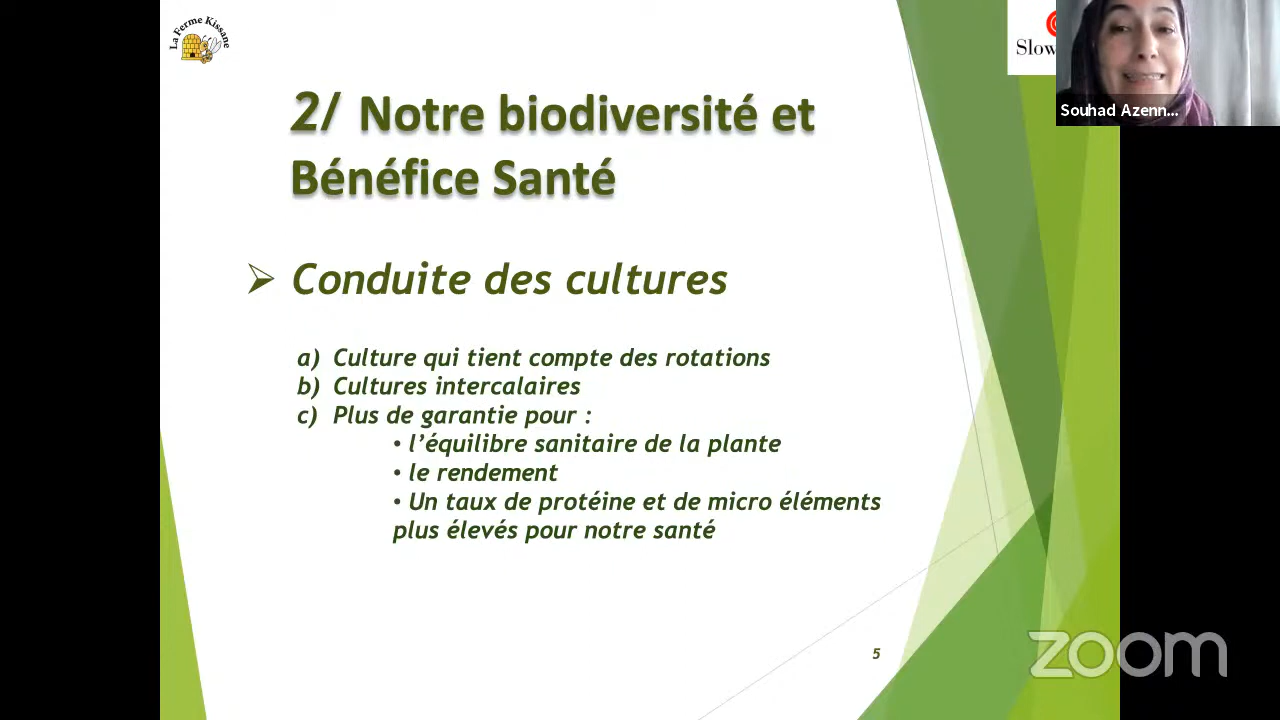 La Ferme Kissane
Slow
Souhad Azenn...
2/ Notre biodiversité et
Bénéfice Santé
➢ Conduite des cultures
a) Culture qui tient compte des rotations
b) Cultures intercalaires
c) Plus de garantie pour :
• l’équilibre sanitaire de la plante
• le rendement
• Un taux de protéine et de micro éléments
plus élevés pour notre santé
5
zoom